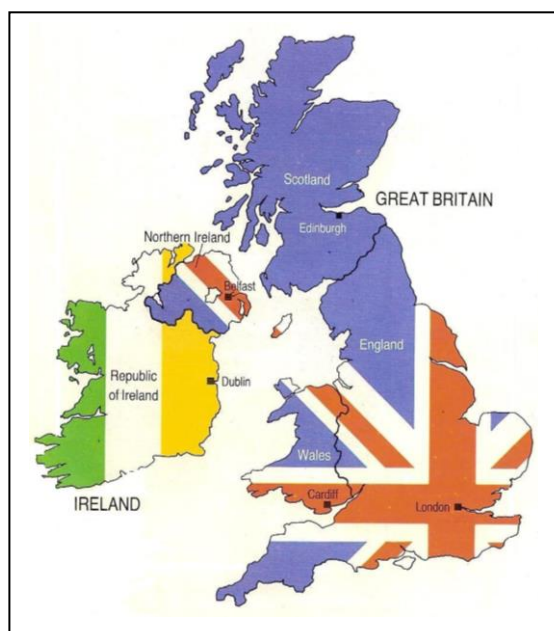 Scotland
GREAT BRITAIN
Edinburgh
Northern Ireland
Belfast
England
Republic
of Ireland
Dublin
Wales
Cardiff
London
IRELAND